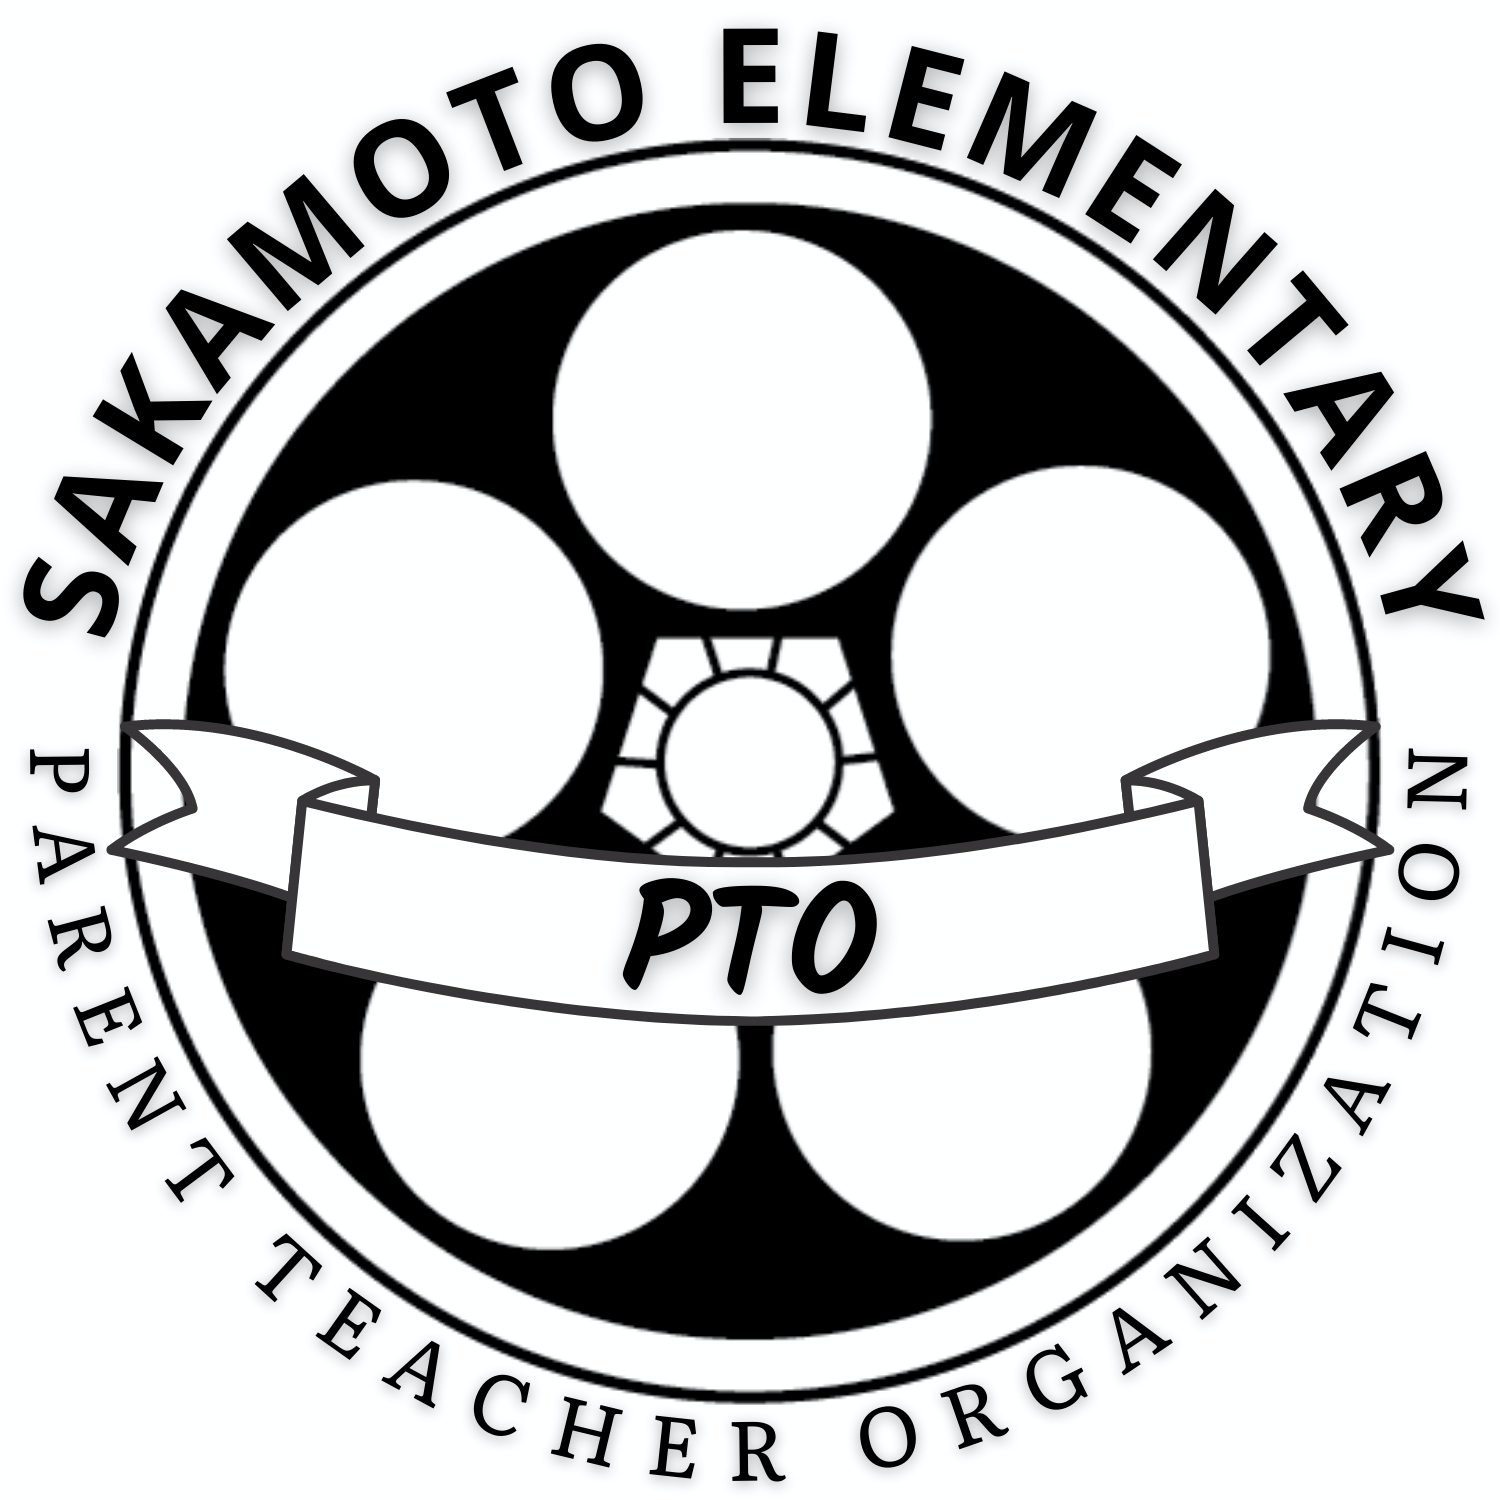 SAKAMOTO ELEMENTARY
PTO
PARENT TEACHER ORGANIZATION